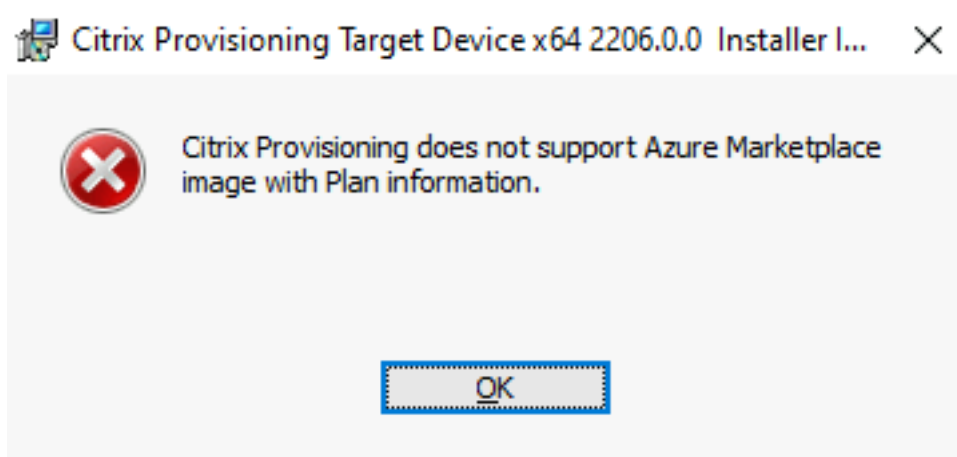 Citrix Provisioning Target Device x64 2206.0.0 Installer I...
Citrix Provisioning does not support Azure Marketplace
image with Plan information.
OK